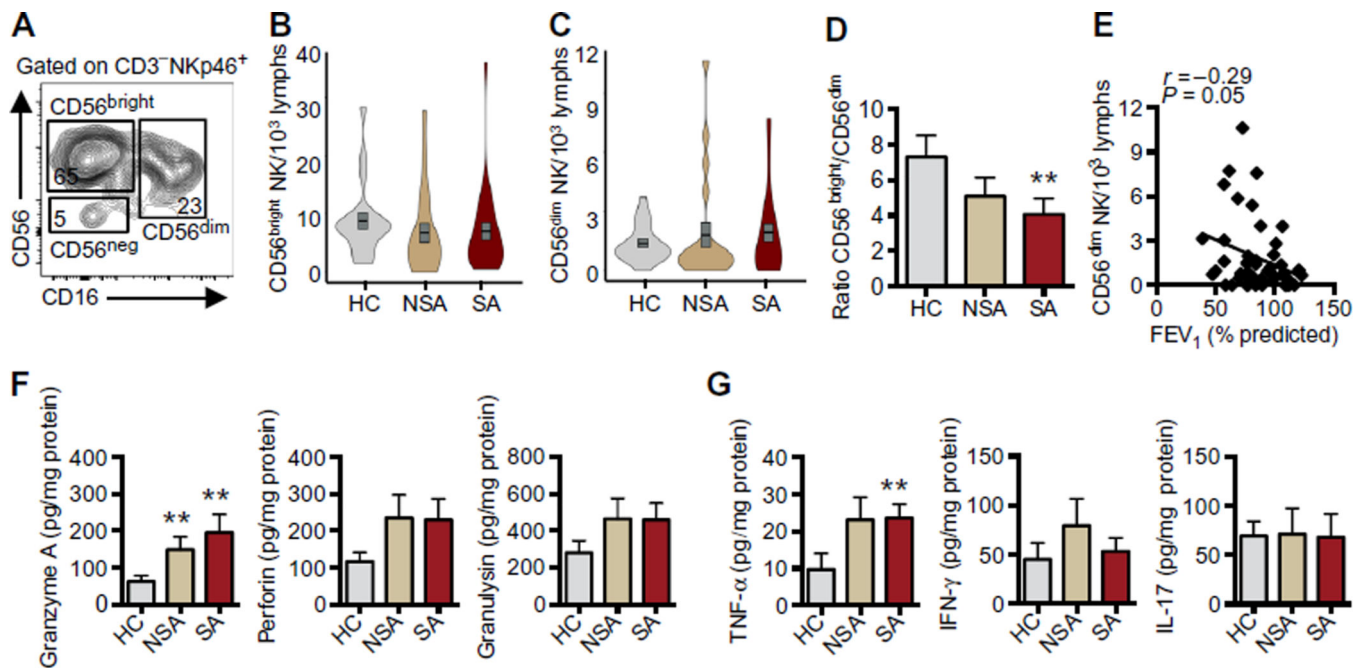 A
Gated on CD3⁻NKp46⁺
CD56bright
65
5
23
CD56neg
CD56dim
CD56
CD16
B
CD56bright NK/10³ lymphs
40
30
20
10
0
HC NSA SA
C
CD56dim NK/10³ lymphs
12
9
6
3
0
HC NSA SA
D
Ratio CD56bright/CD56dim
10
8
6
4
2
0
**
HC NSA SA
E
r = −0.29
P = 0.05
CD56dim NK/10³ lymphs
12
9
6
3
0
0 50 100 150
FEV₁ (% predicted)
F
Granzyme A (pg/mg protein)
400
300
200
100
0
** **
HC NSA SA
Perforin (pg/mg protein)
400
300
200
100
0
HC NSA SA
Granulysin (pg/mg protein)
800
600
400
200
0
HC NSA SA
G
TNF-α (pg/mg protein)
40
30
20
10
0
**
HC NSA SA
IFN-γ (pg/mg protein)
150
100
50
0
HC NSA SA
IL-17 (pg/mg protein)
150
100
50
0
HC NSA SA